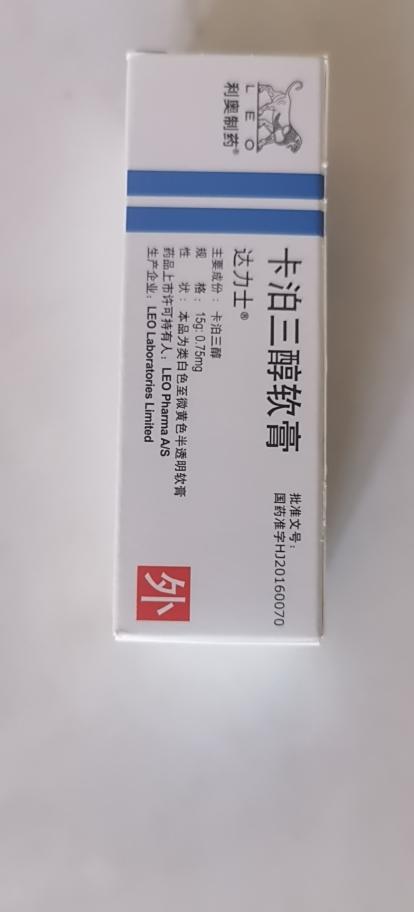 LEO
利奥制药®
卡泊三醇软膏
达力士®
主要成份：卡泊三醇
规 格：15g:0.75mg
性 状：本品为类白色至微黄色半透明软膏
药品上市许可持有人：LEO Pharma A/S
生产企业：LEO Laboratories Limited
批准文号：
国药准字HJ20160070
外